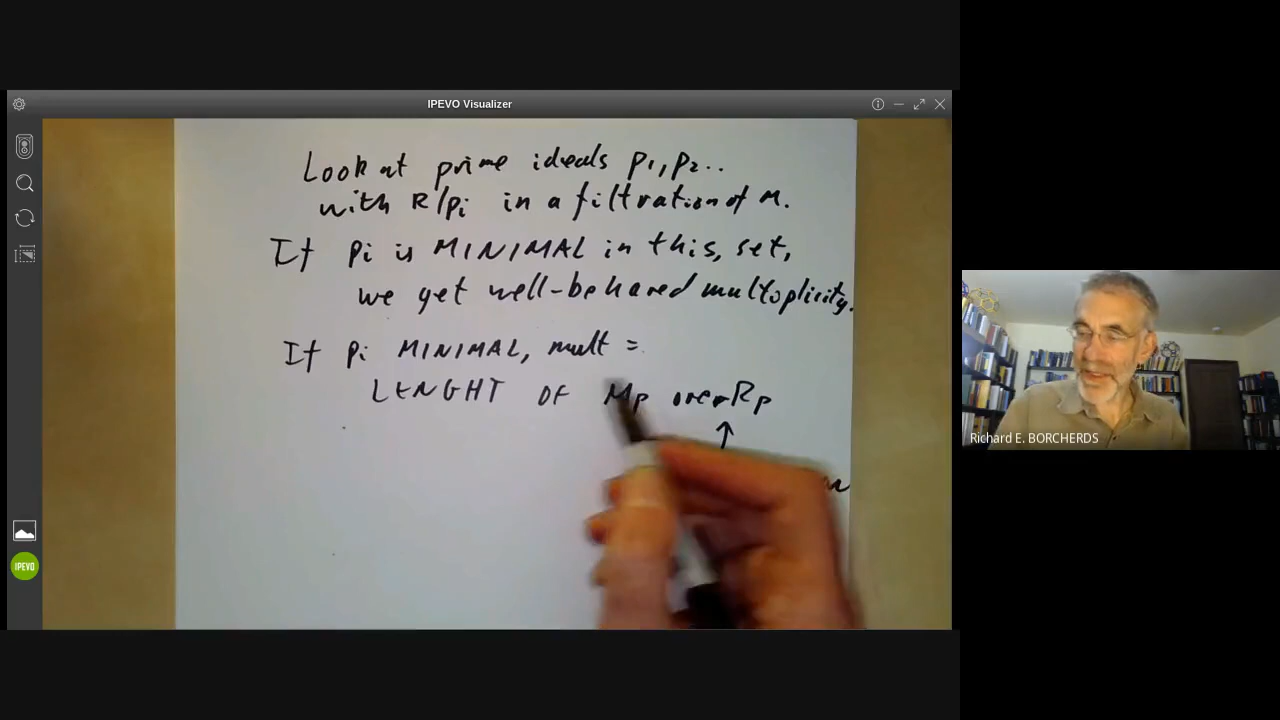 IPEVO Visualizer
Look at prime ideals p1, p2..
with R/pi in a filtration of M.
If pi is MINIMAL in this, set,
we get well-behaved multoplicity.
If pi MINIMAL, mult =
LENGHT OF Mp over Rp
Richard E. BORCHERDS
IPEVO